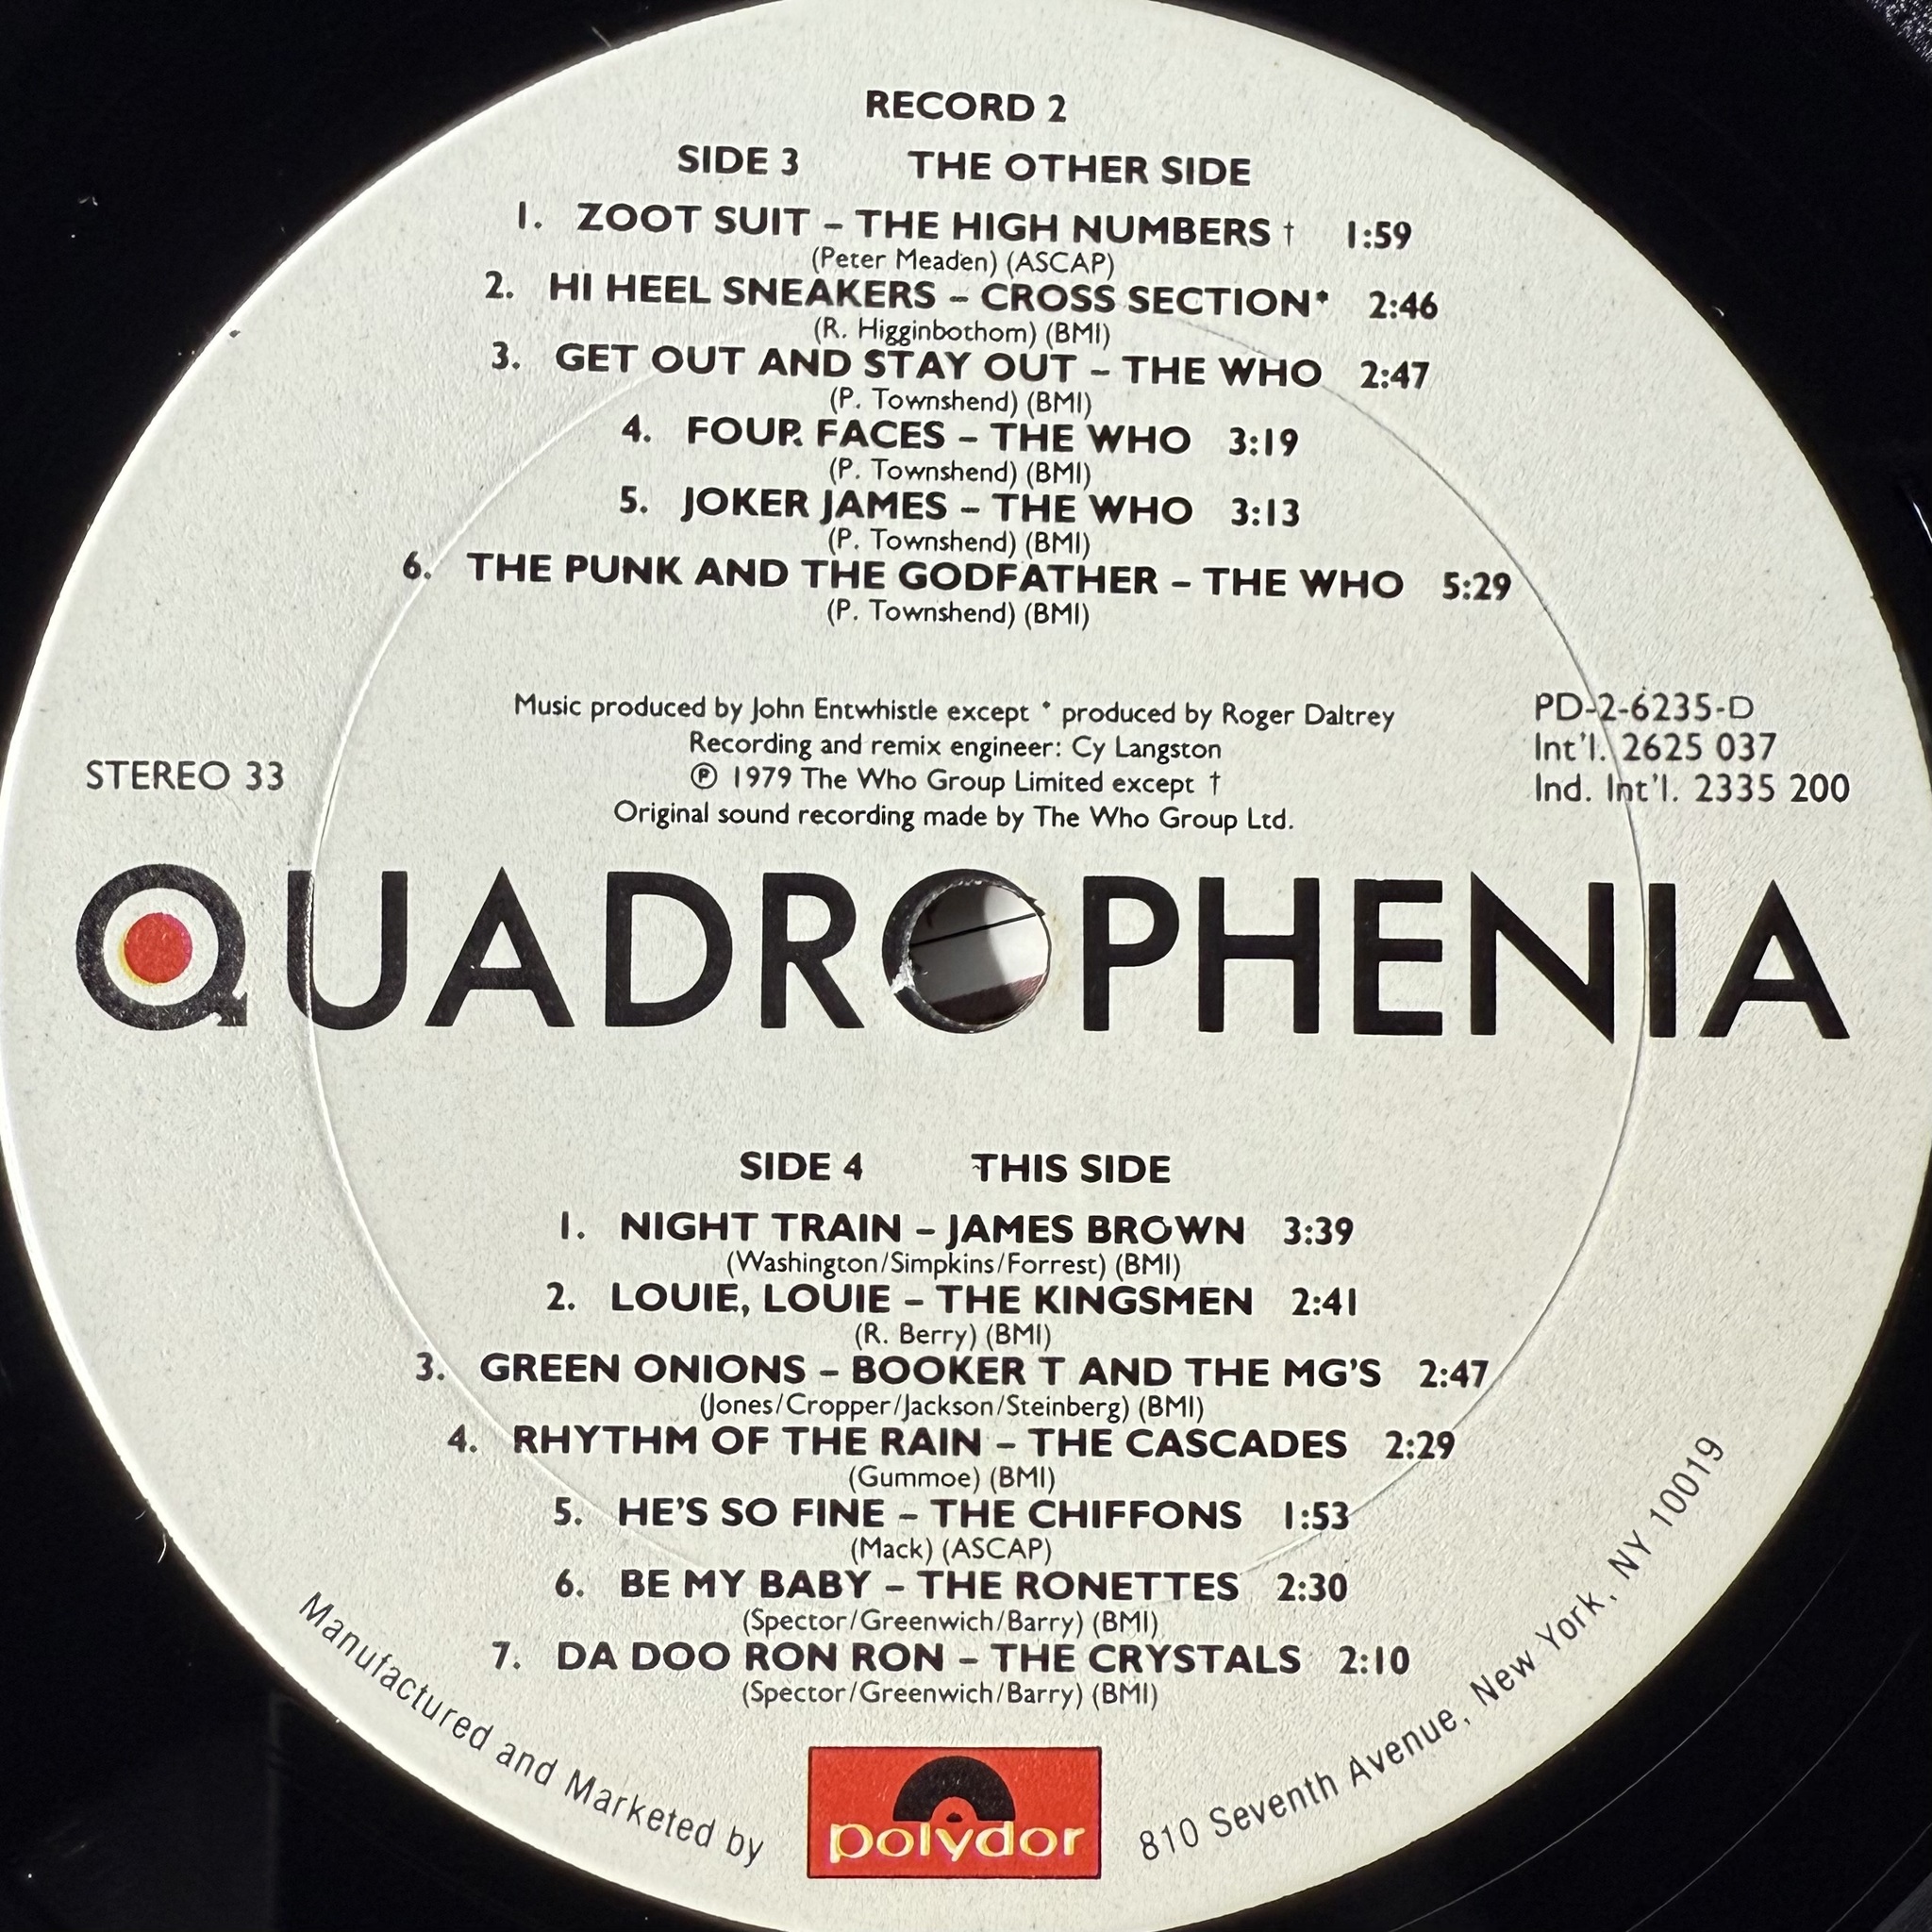 RECORD 2
SIDE 3 THE OTHER SIDE
1. ZOOT SUIT – THE HIGH NUMBERS † 1:59
(Peter Meaden) (ASCAP)
2. HI HEEL SNEAKERS – CROSS SECTION* 2:46
(R. Higginbothom) (BMI)
3. GET OUT AND STAY OUT – THE WHO 2:47
(P. Townshend) (BMI)
4. FOUR FACES – THE WHO 3:19
(P. Townshend) (BMI)
5. JOKER JAMES – THE WHO 3:13
(P. Townshend) (BMI)
6. THE PUNK AND THE GODFATHER – THE WHO 5:29
(P. Townshend) (BMI)
Music produced by John Entwhistle except * produced by Roger Daltrey
Recording and remix engineer: Cy Langston
℗ 1979 The Who Group Limited except †
Original sound recording made by The Who Group Ltd.
STEREO 33
PD-2-6235-D
Int'l. 2625 037
Ind. Int'l. 2335 200
QUADROPHENIA
SIDE 4 THIS SIDE
1. NIGHT TRAIN – JAMES BROWN 3:39
(Washington/Simpkins/Forrest) (BMI)
2. LOUIE, LOUIE – THE KINGSMEN 2:41
(R. Berry) (BMI)
3. GREEN ONIONS – BOOKER T AND THE MG'S 2:47
(Jones/Cropper/Jackson/Steinberg) (BMI)
4. RHYTHM OF THE RAIN – THE CASCADES 2:29
(Gummoe) (BMI)
5. HE'S SO FINE – THE CHIFFONS 1:53
(Mack) (ASCAP)
6. BE MY BABY – THE RONETTES 2:30
(Spector/Greenwich/Barry) (BMI)
7. DA DOO RON RON – THE CRYSTALS 2:10
(Spector/Greenwich/Barry) (BMI)
Manufactured and Marketed by
polydor
810 Seventh Avenue, New York, NY 10019